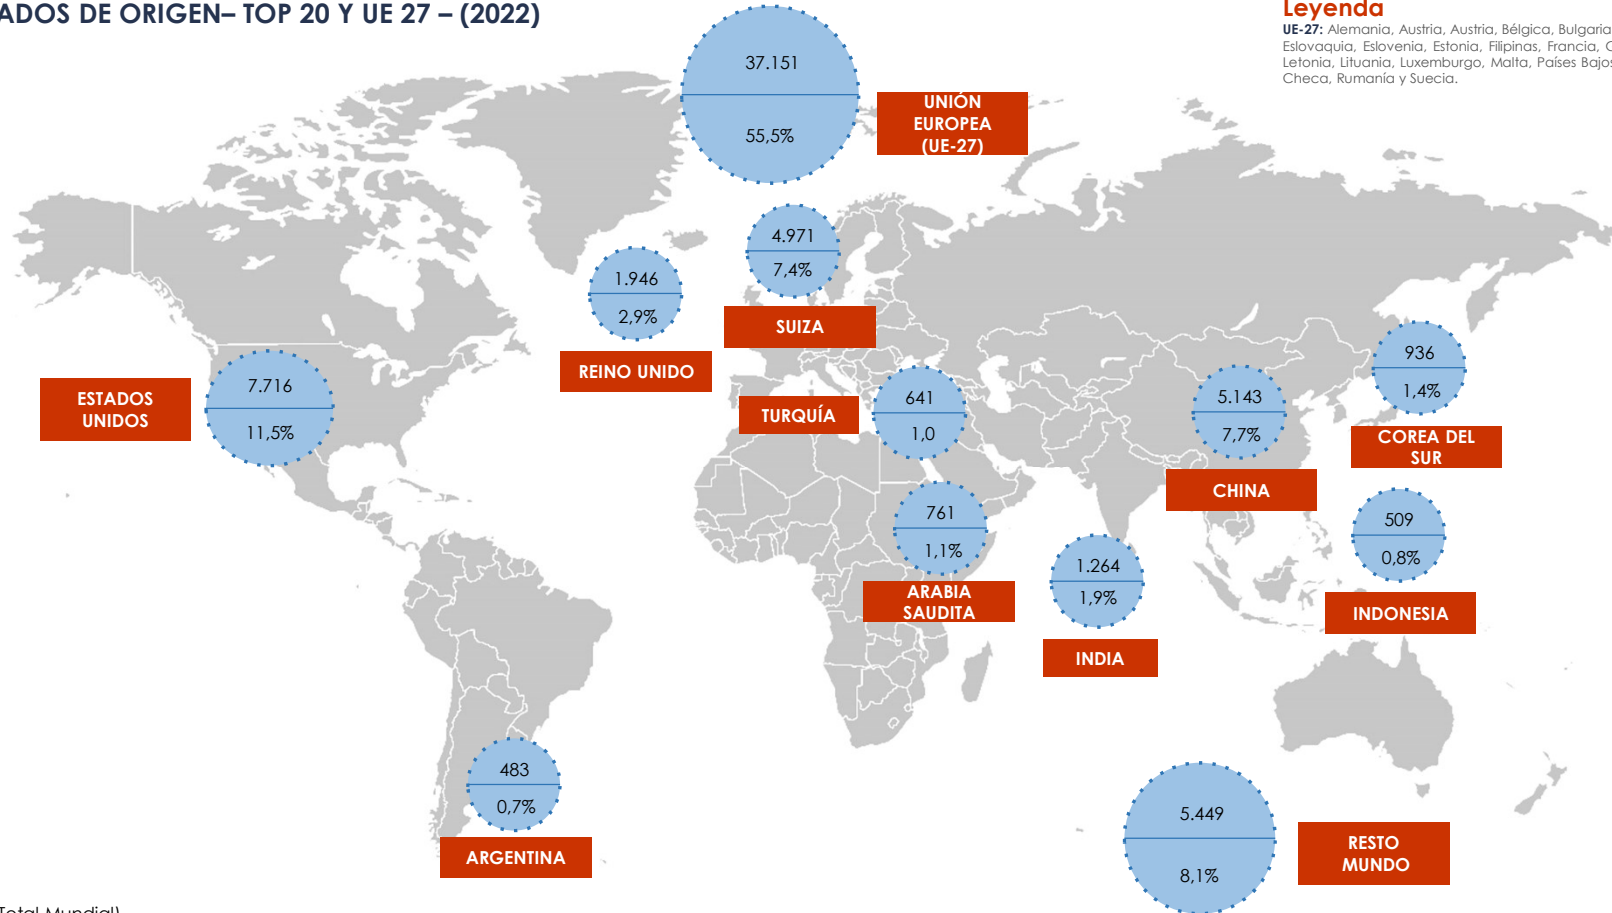 ADOS DE ORIGEN– TOP 20 Y UE 27 – (2022)
Leyenda
UE-27: Alemania, Austria, Austria, Bélgica, Bulgaria
Eslovaquia, Eslovenia, Estonia, Filipinas, Francia,
Letonia, Lituania, Luxemburgo, Malta, Países Bajos
Checa, Rumanía y Suecia.
37.151
55,5%
UNIÓN
EUROPEA
(UE-27)
4.971
7,4%
SUIZA
1.946
2,9%
REINO UNIDO
7.716
11,5%
ESTADOS
UNIDOS
641
1,0
TURQUÍA
5.143
7,7%
CHINA
936
1,4%
COREA DEL
SUR
761
1,1%
ARABIA
SAUDITA
1.264
1,9%
INDIA
509
0,8%
INDONESIA
483
0,7%
ARGENTINA
5.449
8,1%
RESTO
MUNDO
Total Mundial)